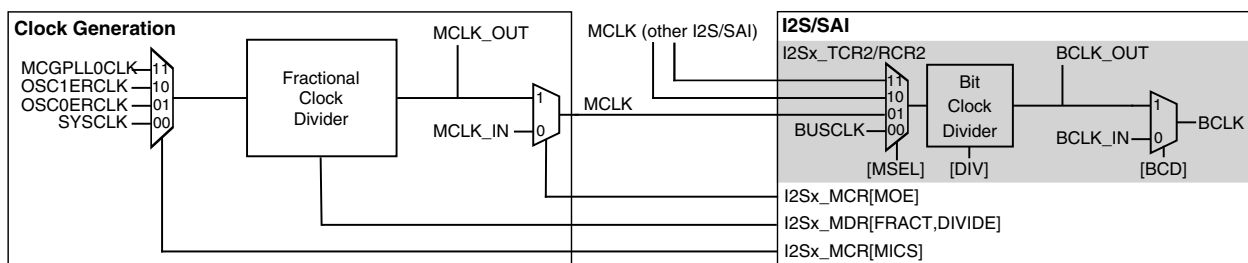 Clock Generation
MCGPLL0CLK
OSC1ERCLK
OSC0ERCLK
SYSCLK
11
10
01
00
Fractional
Clock
Divider
MCLK_OUT
MCLK_IN
1
0
MCLK
MCLK (other I2S/SAI)
I2S/SAI
I2Sx_TCR2/RCR2
11
10
01
00
BUSCLK
[MSEL]
Bit
Clock
Divider
[DIV]
BCLK_OUT
BCLK_IN
1
0
[BCD]
BCLK
I2Sx_MCR[MOE]
I2Sx_MDR[FRACT,DIVIDE]
I2Sx_MCR[MICS]